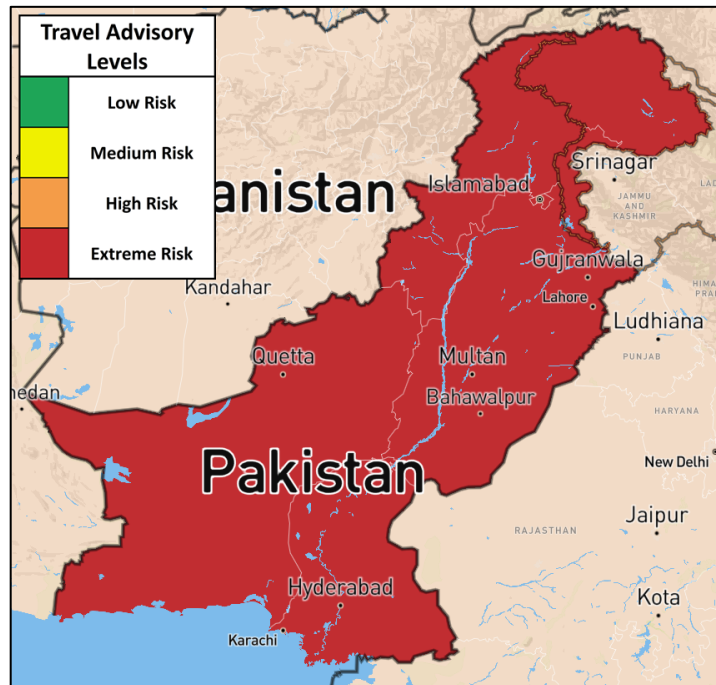 Travel Advisory
Levels
Low Risk
Medium Risk
High Risk
Extreme Risk
anistan
Islamabad
Srinagar
JAMMU
AND
KASHMIR
Gujranwala
Kandahar
Lahore
Ludhiana
PUNJAB
Quetta
Multan
Bahawalpur
HARYANA
New Delhi
Pakistan
RAJASTHAN
Jaipur
Hyderabad
Kota
Karachi